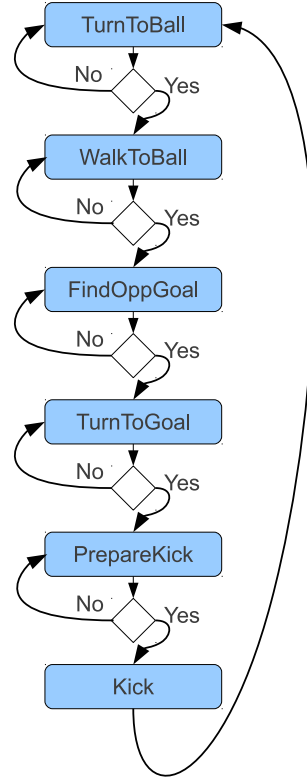 TurnToBall
No
Yes
WalkToBall
No
Yes
FindOppGoal
No
Yes
TurnToGoal
No
Yes
PrepareKick
No
Yes
Kick